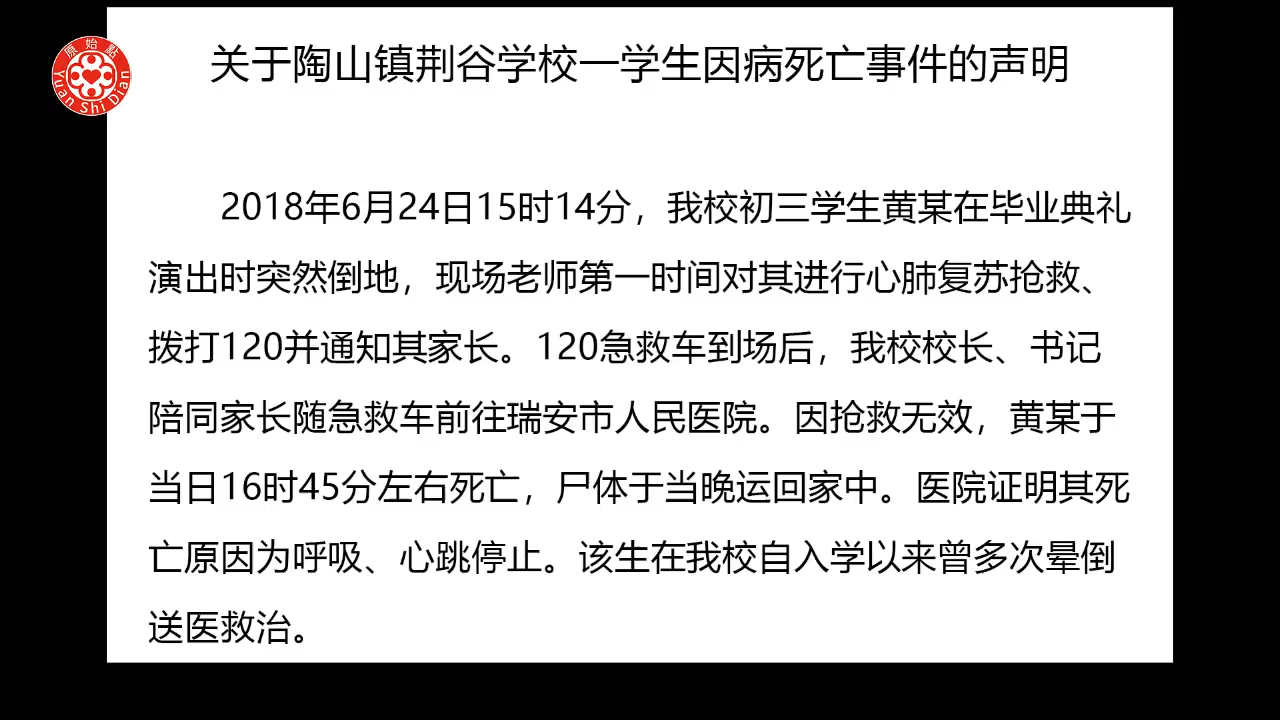 原始點
Yuan Shi Dian
关于陶山镇荆谷学校一学生因病死亡事件的声明
2018年6月24日15时14分，我校初三学生黄某在毕业典礼
演出时突然倒地，现场老师第一时间对其进行心肺复苏抢救、
拨打120并通知其家长。120急救车到场后，我校校长、书记
陪同家长随急救车前往瑞安市人民医院。因抢救无效，黄某于
当日16时45分左右死亡，尸体于当晚运回家中。医院证明其死
亡原因为呼吸、心跳停止。该生在我校自入学以来曾多次晕倒
送医救治。